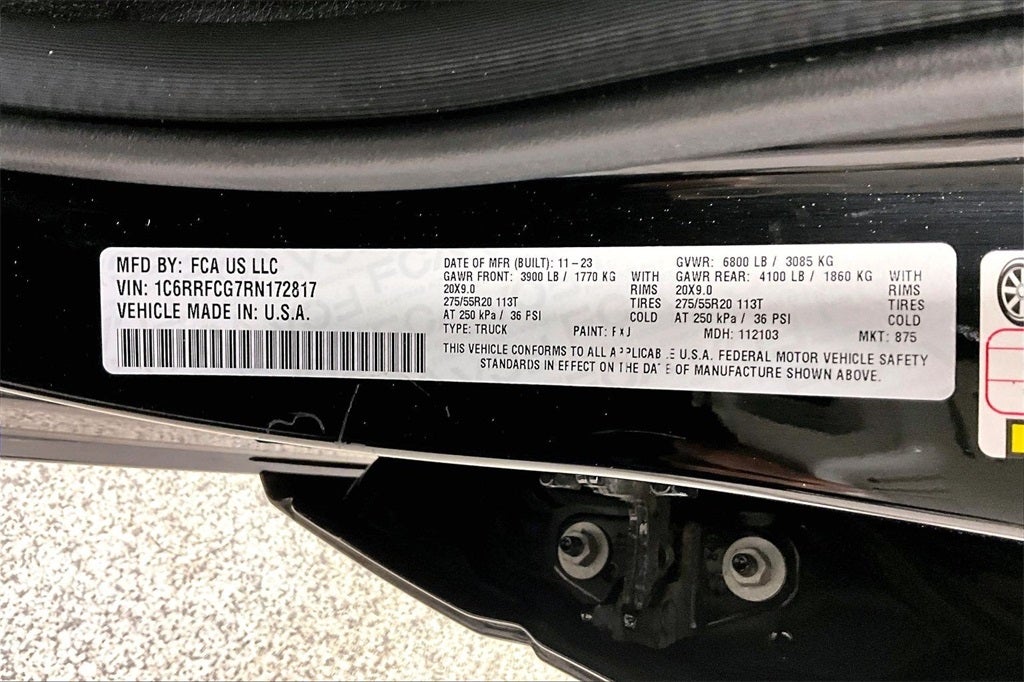 MFD BY: FCA US LLC
VIN: 1C6RRFCG7RN172817
VEHICLE MADE IN: U.S.A.
DATE OF MFR (BUILT): 11-23
GAWR FRONT: 3900 LB / 1770 KG WITH
20X9.0 RIMS
275/55R20 113T TIRES
AT 250 kPa / 36 PSI COLD
TYPE: TRUCK PAINT:
GVWR: 6800 LB / 3085 KG
GAWR REAR: 4100 LB / 1860 KG WITH
20X9.0 RIMS
275/55R20 113T TIRES
AT 250 kPa / 36 PSI COLD
MDH: 112103 MKT: 875
THIS VEHICLE CONFORMS TO ALL APPLICABLE U.S.A. FEDERAL MOTOR VEHICLE SAFETY
STANDARDS IN EFFECT ON THE DATE OF MANUFACTURE SHOWN ABOVE.